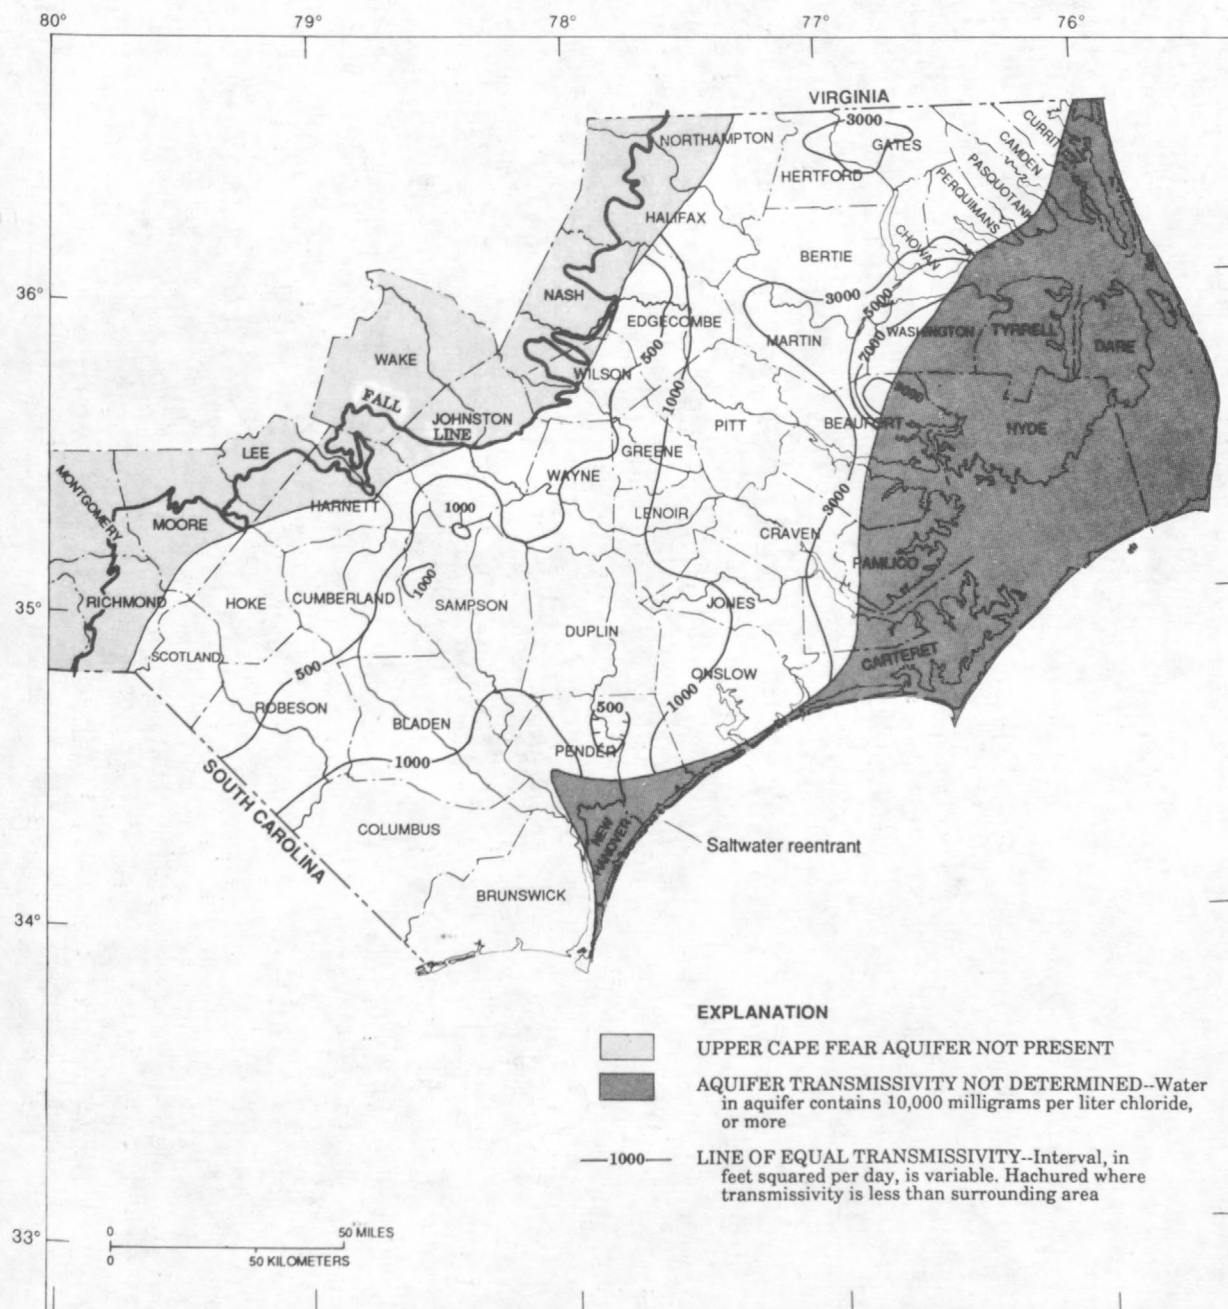 80°
79°
78°
77°
76°
VIRGINIA
3000
NORTHAMPTON
GATES
CAMDEN
HERTFORD
PASQUOTANK
PERQUIMANS
HALIFAX
CHOWAN
BERTIE
36°
NASH
3000
5000
EDGECOMBE
WASHINGTON
TYRRELL
MARTIN
DARE
500
7000
WAKE
WILSON
1000
FALL
JOHNSTON
LINE
PITT
BEAUFORT
HYDE
LEE
GREENE
WAYNE
MONTGOMERY
HARNETT
1000
MOORE
LENOIR
3000
CRAVEN
PAMLICO
1000
35°
RICHMOND
HOKE
CUMBERLAND
SAMPSON
JONES
DUPLIN
SCOTLAND
CARTERET
500
ONSLOW
1000
ROBESON
500
BLADEN
PENDER
1000
SOUTH CAROLINA
COLUMBUS
NEW
HANOVER
Saltwater reentrant
BRUNSWICK
34°
EXPLANATION
UPPER CAPE FEAR AQUIFER NOT PRESENT
AQUIFER TRANSMISSIVITY NOT DETERMINED--Water
in aquifer contains 10,000 milligrams per liter chloride,
or more
—1000— LINE OF EQUAL TRANSMISSIVITY--Interval, in
feet squared per day, is variable. Hachured where
transmissivity is less than surrounding area
33°
0 50 MILES
0 50 KILOMETERS